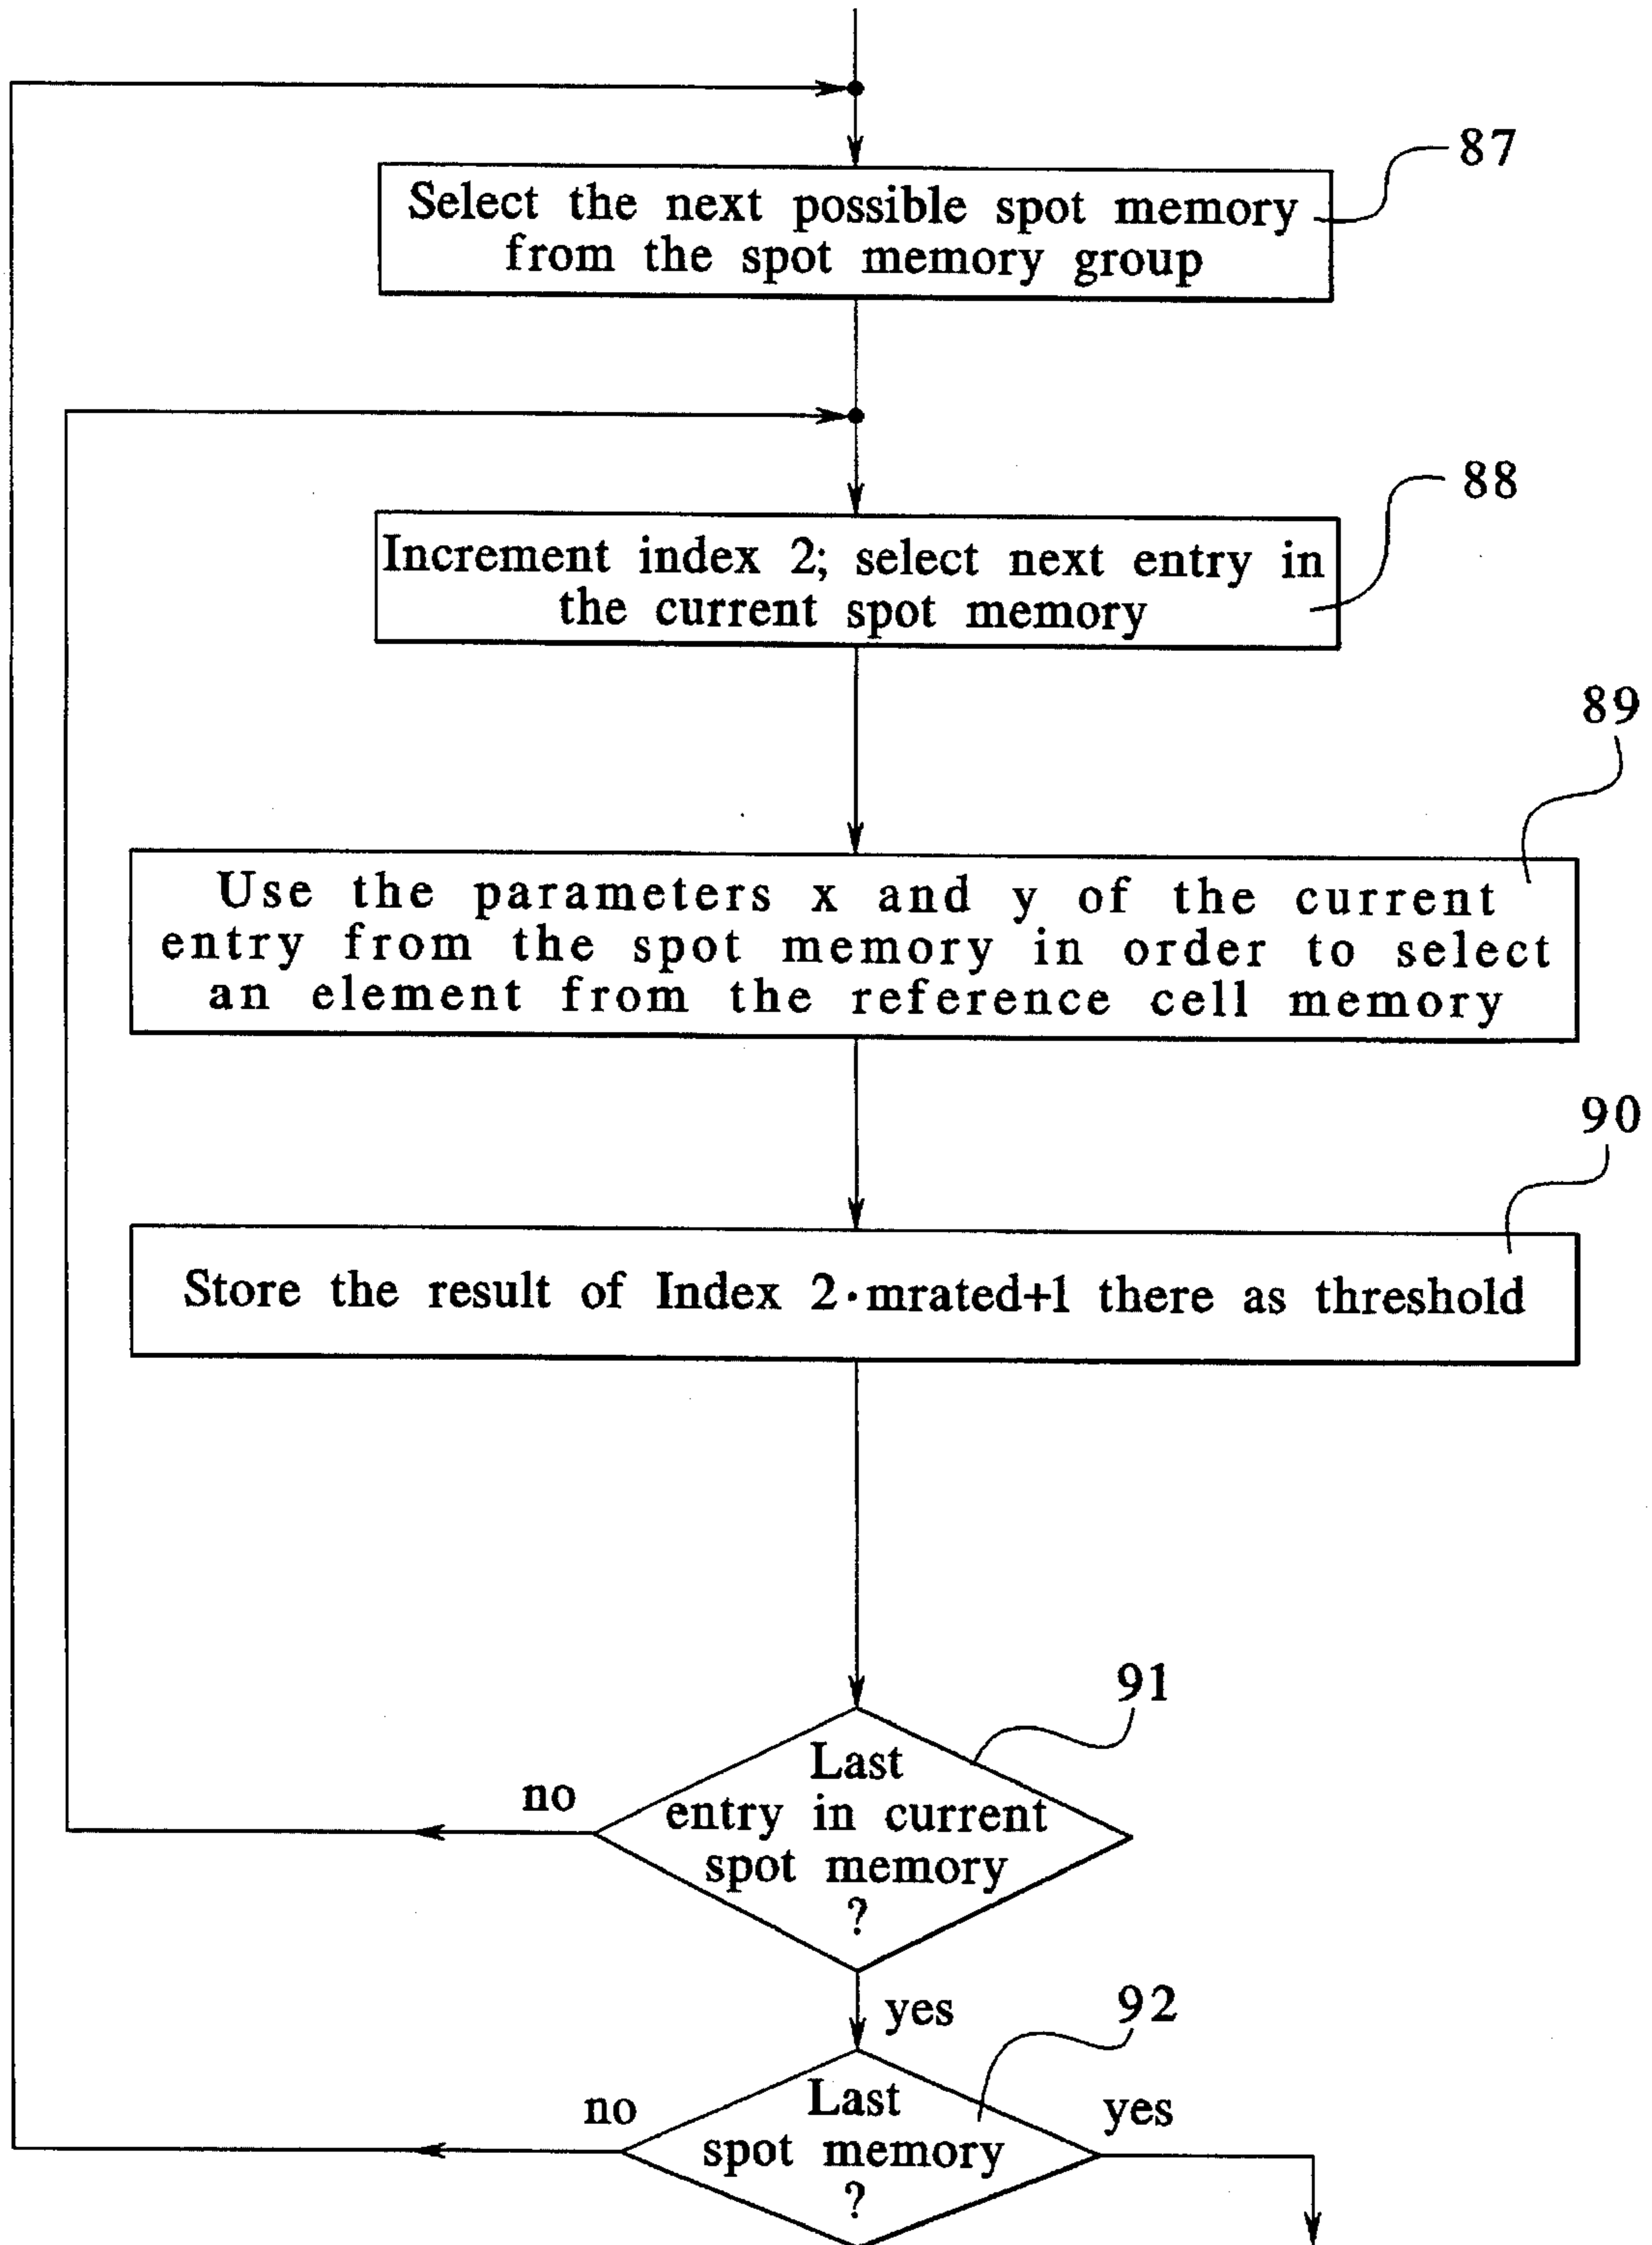 87
Select the next possible spot memory
from the spot memory group
88
Increment index 2; select next entry in
the current spot memory
89
Use the parameters x and y of the current
entry from the spot memory in order to select
an element from the reference cell memory
90
Store the result of Index 2·mrated+1 there as threshold
91
Last
entry in current
spot memory
?
no
yes
92
Last
spot memory
?
no
yes